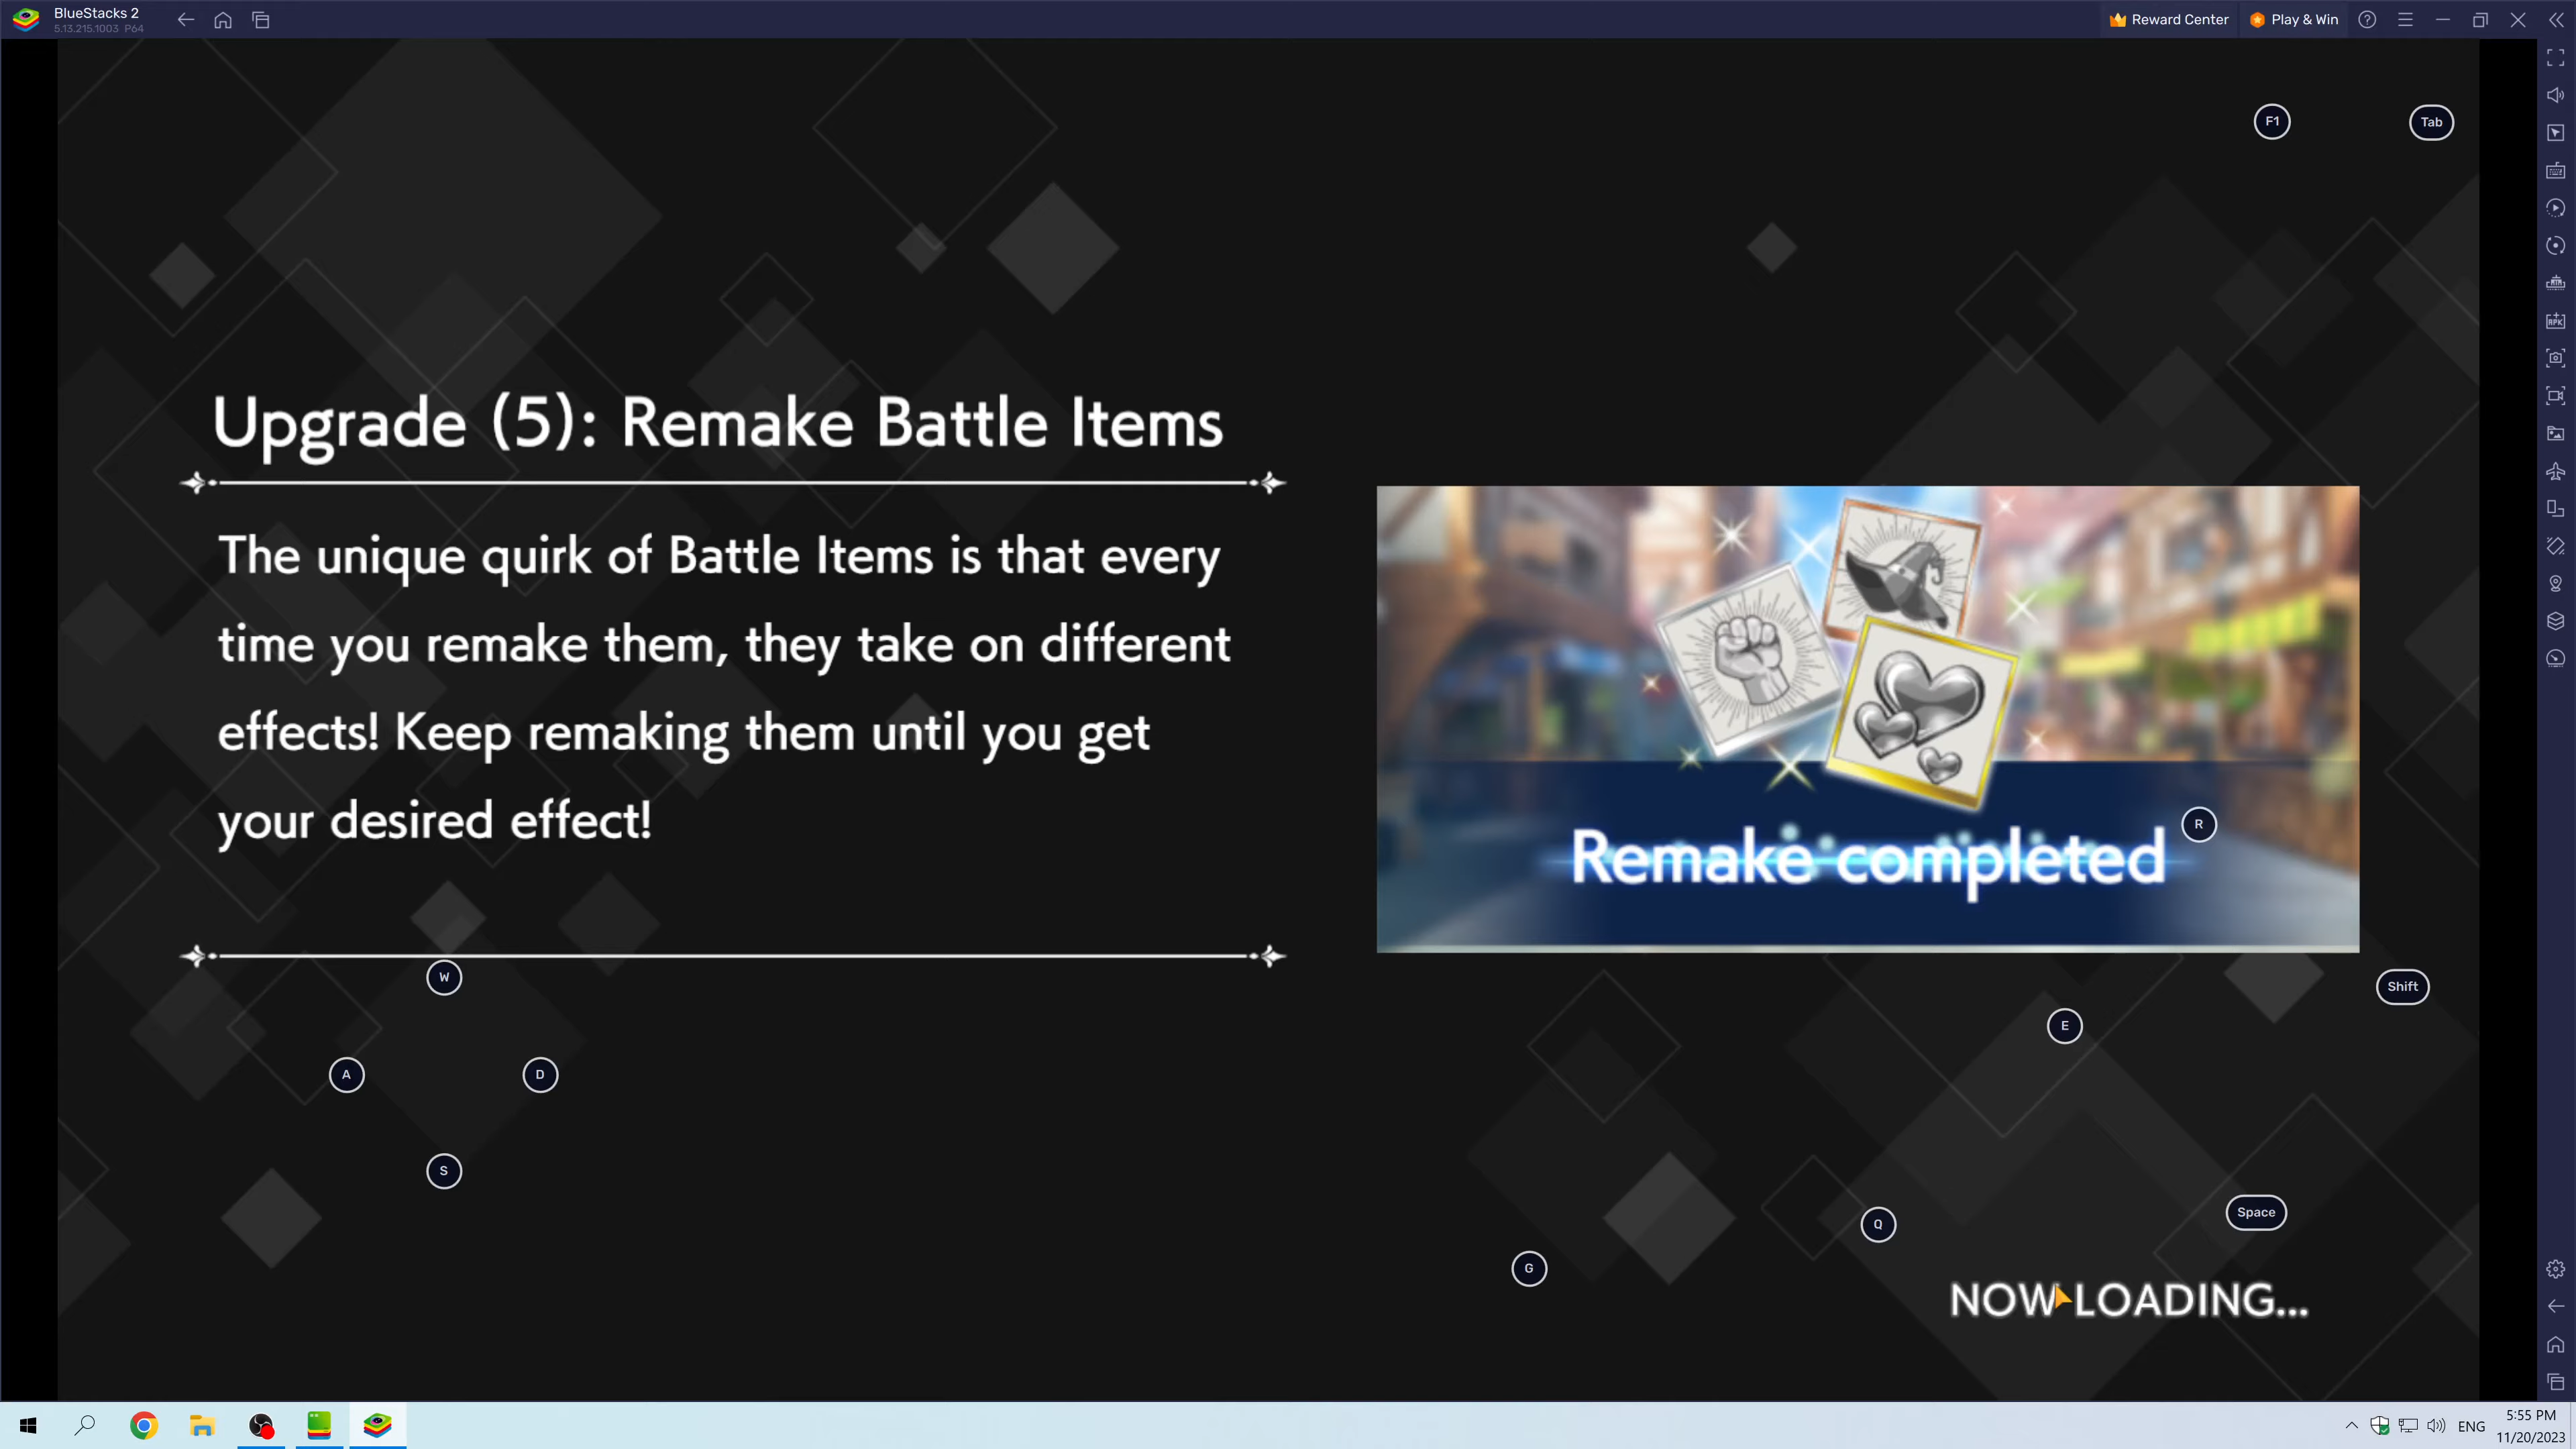 BlueStacks 2
5.13.215.1003 P64
Reward Center
Play & Win
F1
Tab
Upgrade (5): Remake Battle Items
The unique quirk of Battle Items is that every
time you remake them, they take on different
effects! Keep remaking them until you get
your desired effect!
Remake completed
R
W
Shift
E
A
D
S
Space
Q
G
NOW LOADING...
ENG
5:55 PM
11/20/2023